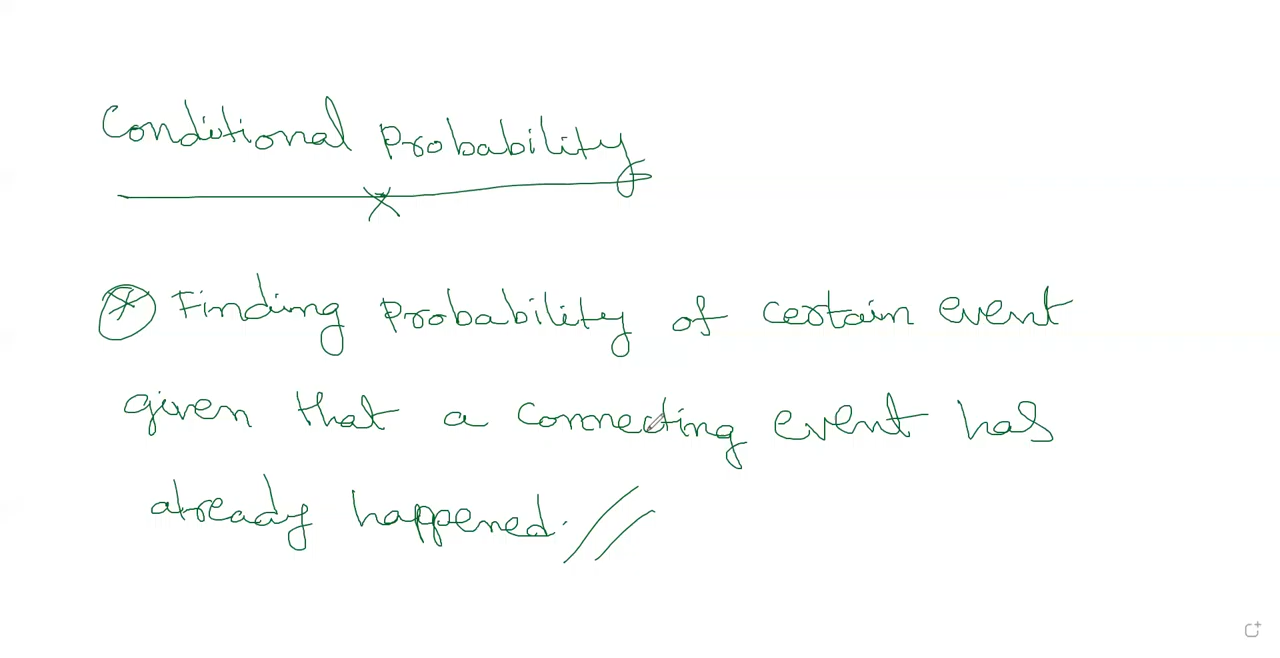 Conditional Probability
Finding Probability of certain event
given that a connecting event has
already happened.